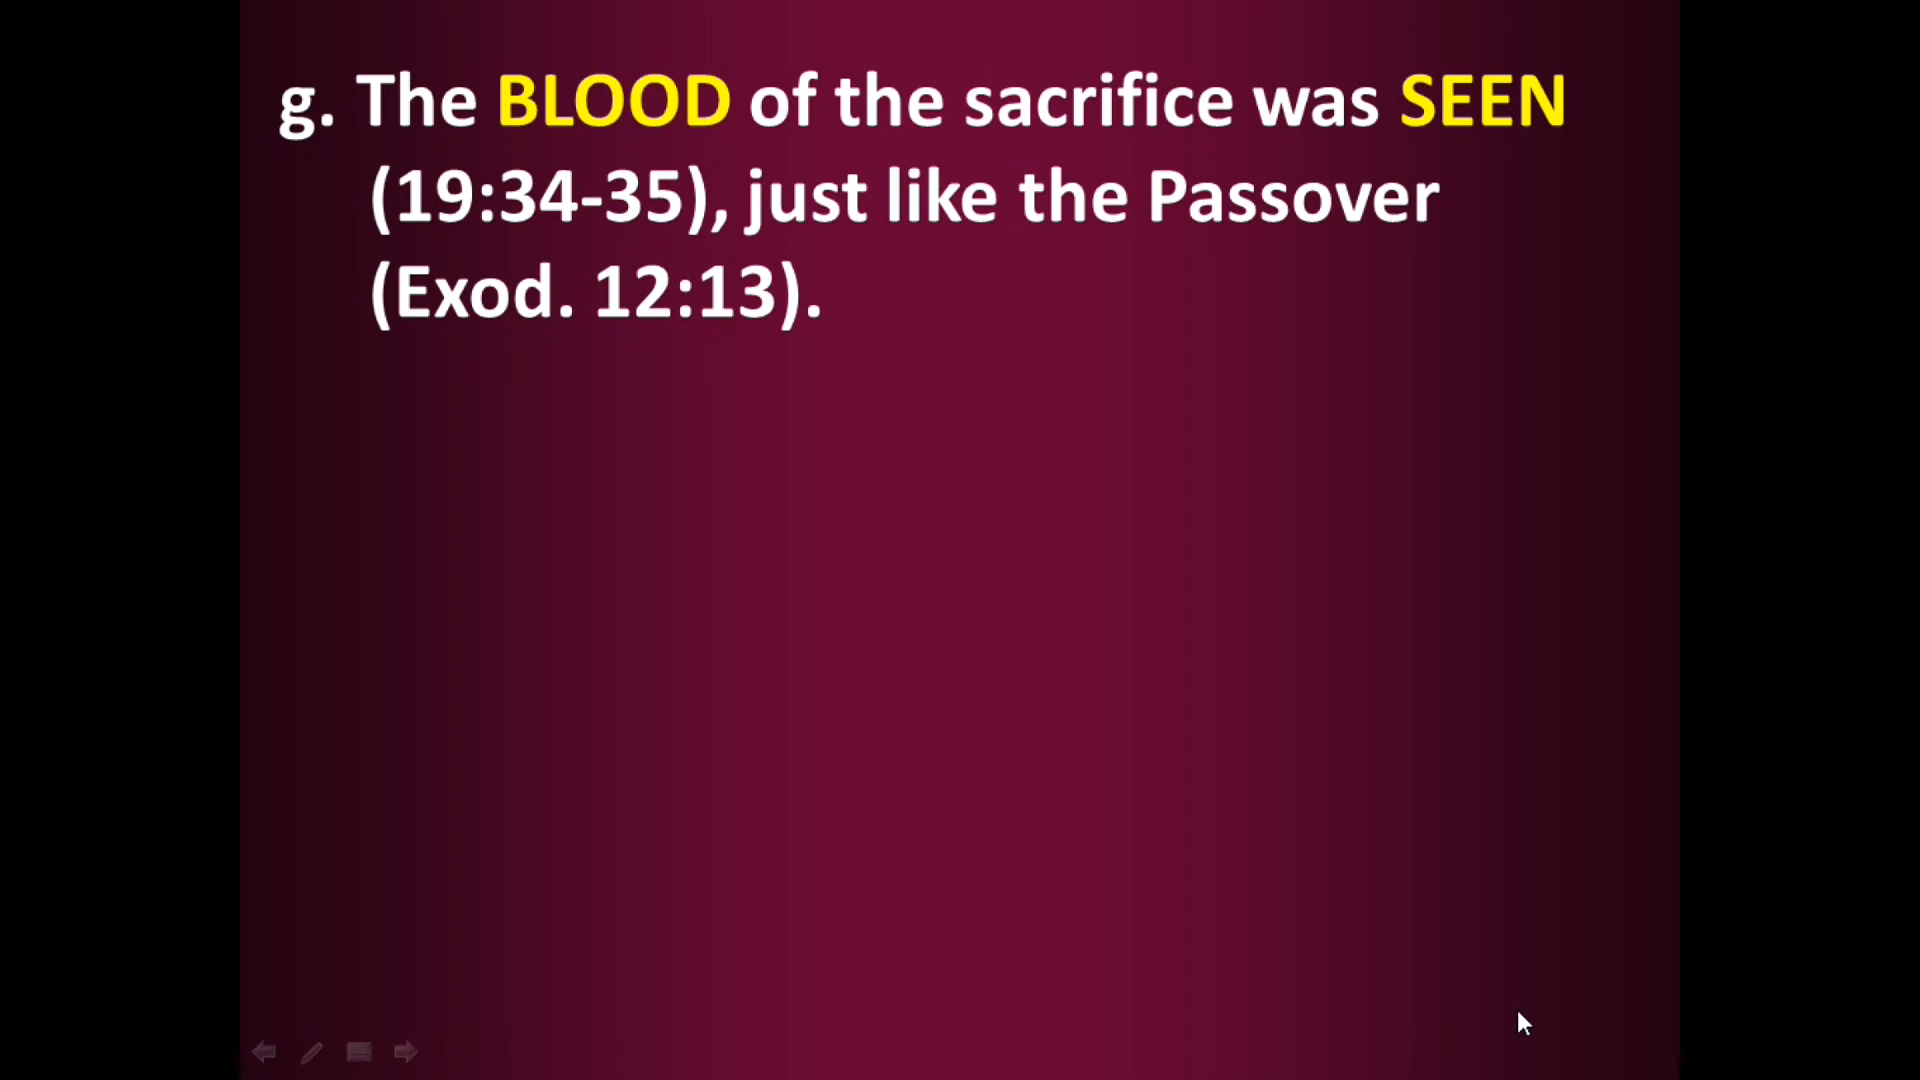 g. The BLOOD of the sacrifice was SEEN
(19:34-35), just like the Passover
(Exod. 12:13).